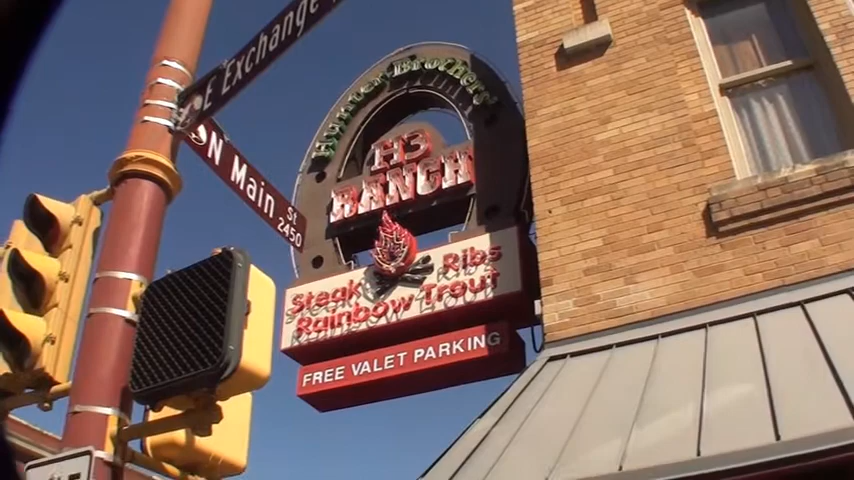 E Exchange
N Main St
2450
Hunter Brothers'
H3
RANCH
Steak Ribs
Rainbow Trout
FREE VALET PARKING